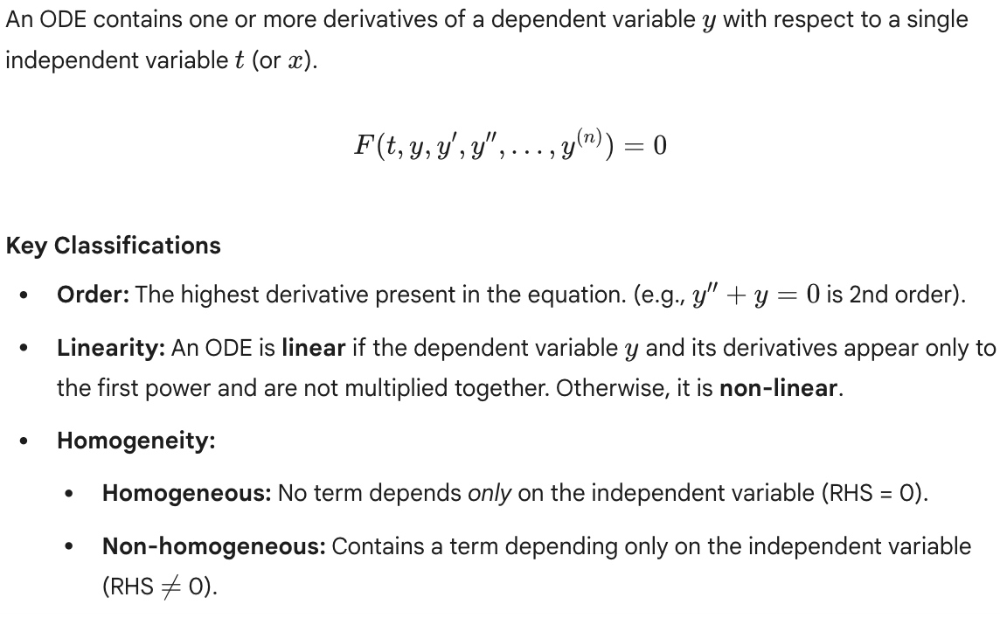 An ODE contains one or more derivatives of a dependent variable y with respect to a single
independent variable t (or x).
F(t, y, y′, y″, . . . , y⁽ⁿ⁾) = 0
Key Classifications
• Order: The highest derivative present in the equation. (e.g., y″ + y = 0 is 2nd order).
• Linearity: An ODE is linear if the dependent variable y and its derivatives appear only to
the first power and are not multiplied together. Otherwise, it is non-linear.
• Homogeneity:
• Homogeneous: No term depends only on the independent variable (RHS = 0).
• Non-homogeneous: Contains a term depending only on the independent variable
(RHS ≠ 0).